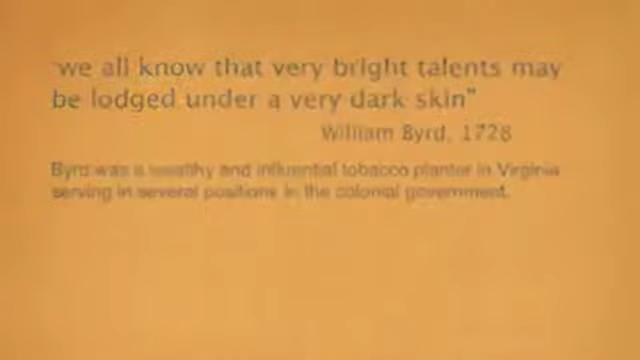 "we all know that very bright talents may
be lodged under a very dark skin"
William Byrd, 1728
Byrd was a wealthy and influential tobacco planter in Virginia
serving in several positions in the colonial government.